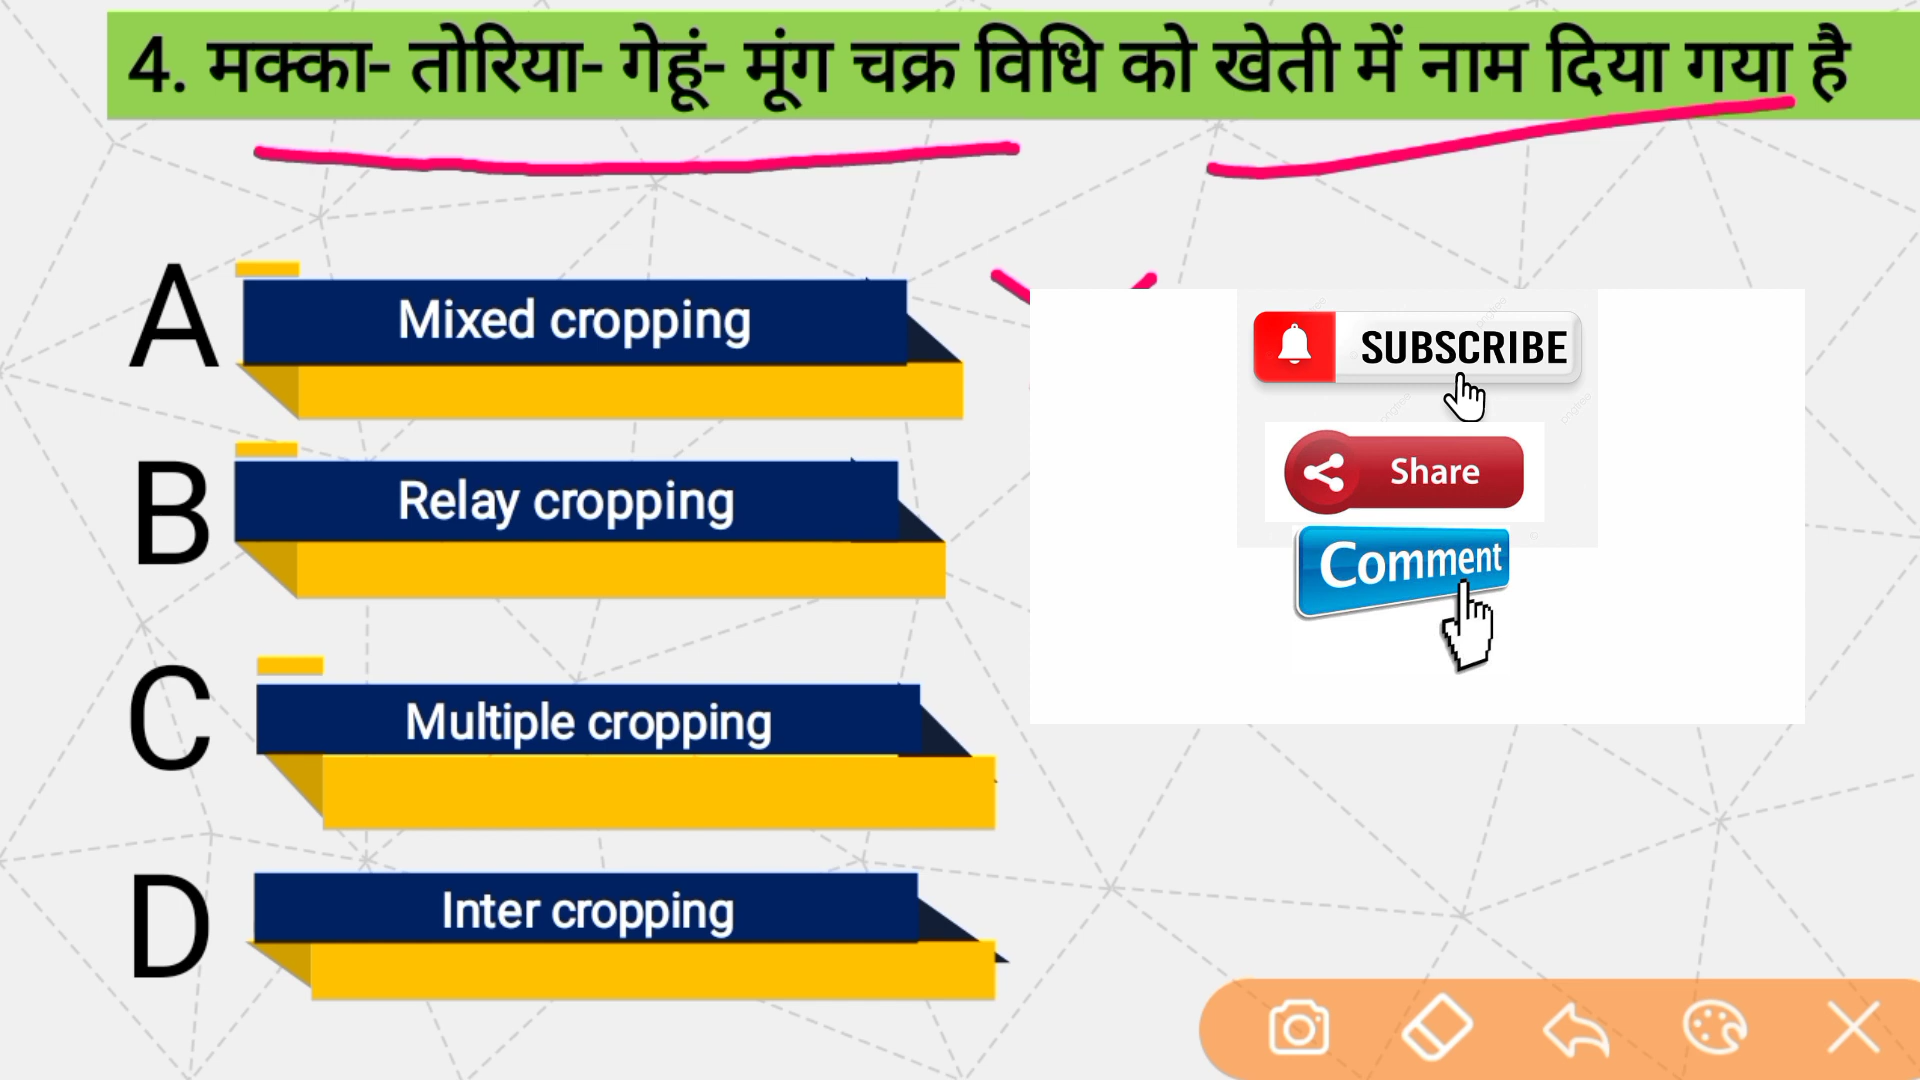 4. मक्का- तोरिया- गेहूं- मूंग चक्र विधि को खेती में नाम दिया गया है
A
Mixed cropping
B
Relay cropping
C
Multiple cropping
D
Inter cropping
SUBSCRIBE
Share
Comment